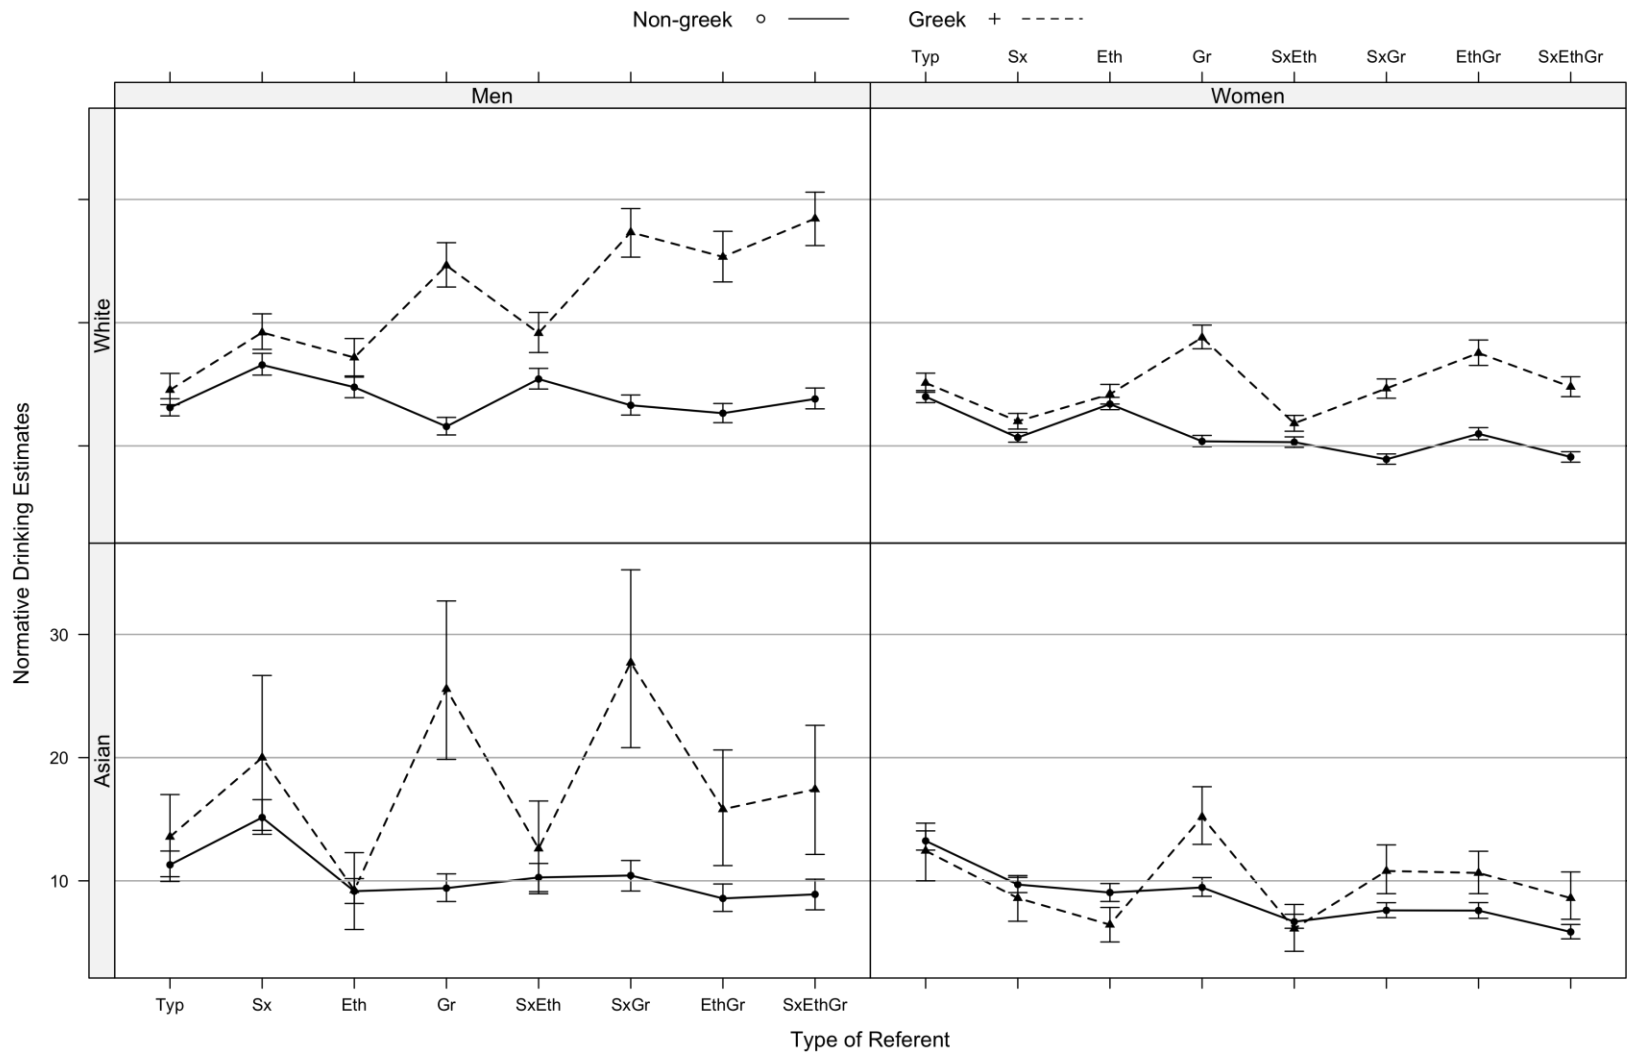 Non-greek Greek
Typ Sx Eth Gr SxEth SxGr EthGr SxEthGr
Men Women
White
Normative Drinking Estimates
Asian
30
20
10
Typ Sx Eth Gr SxEth SxGr EthGr SxEthGr
Type of Referent